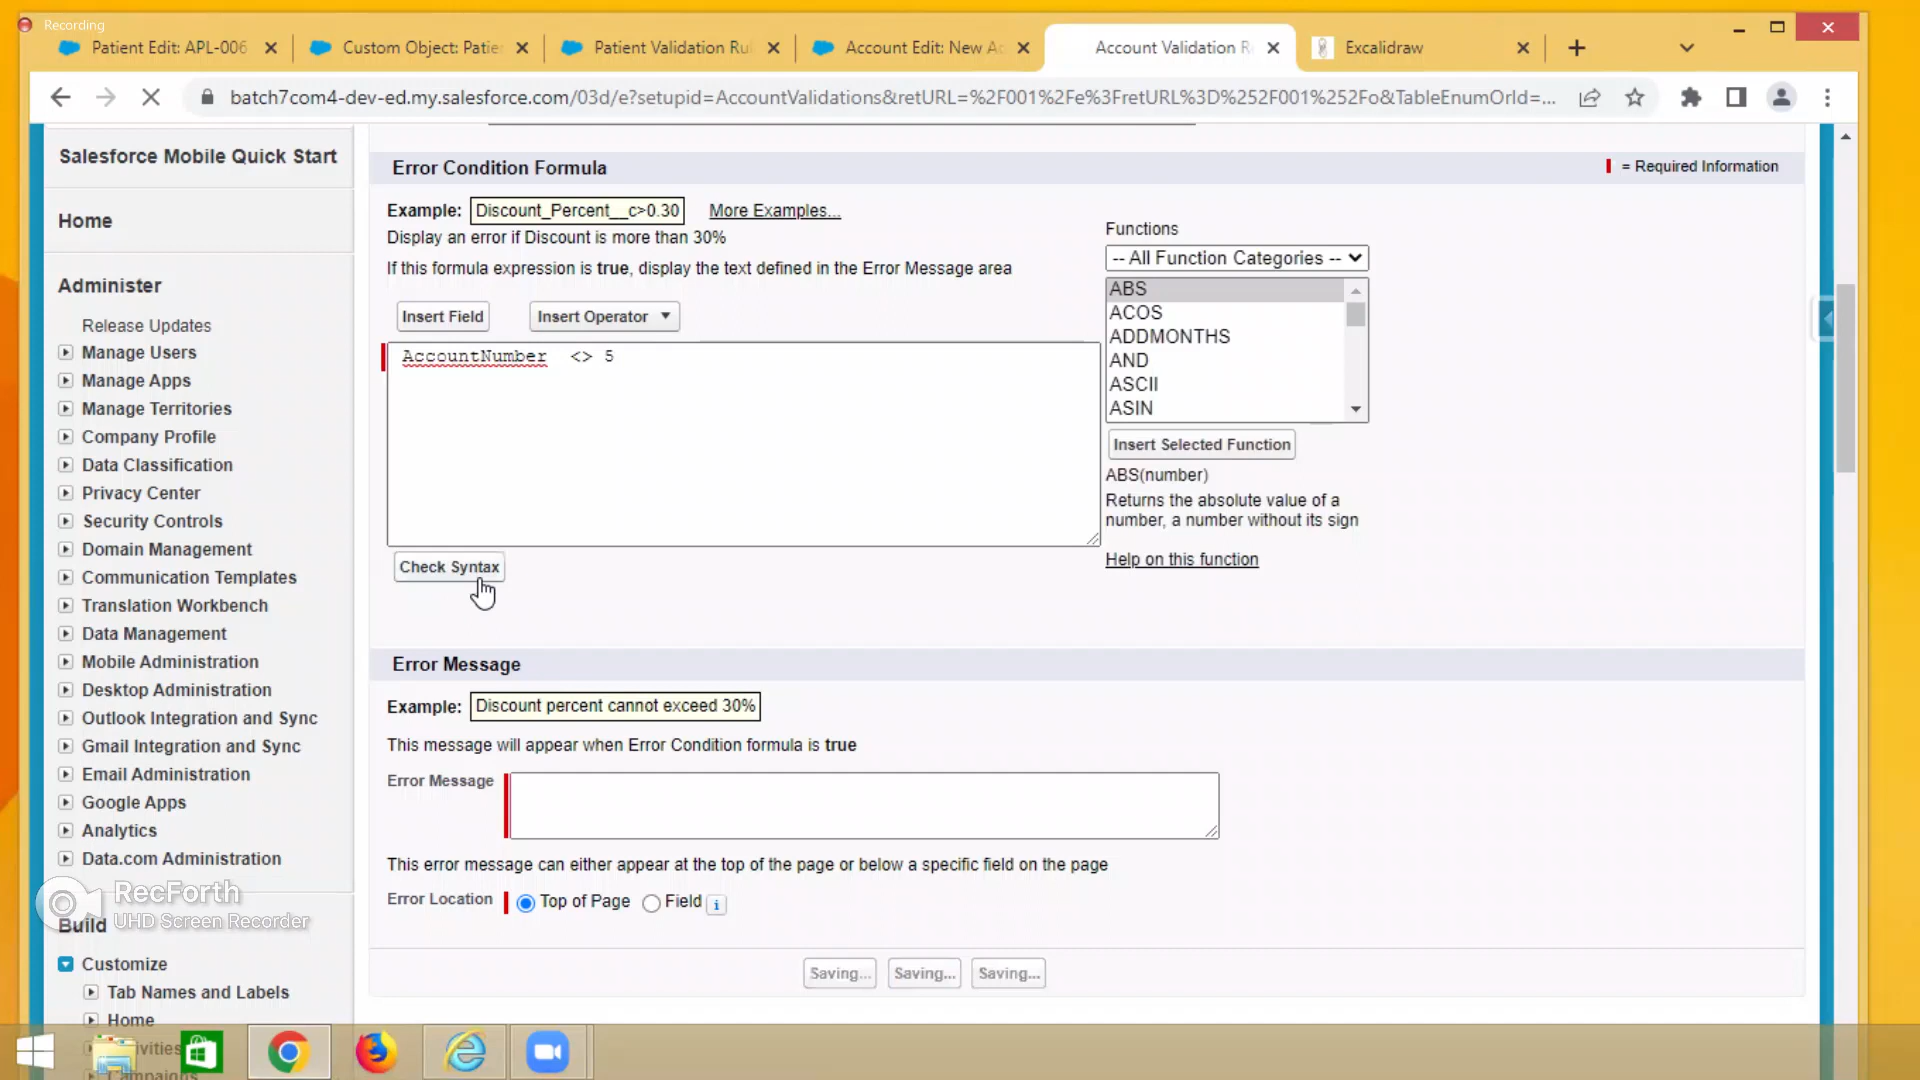 Recording
Patient Edit: APL-006
Custom Object: Patie
Patient Validation Ru
Account Edit: New Ac
Account Validation R
Excalidraw
batch7com4-dev-ed.my.salesforce.com/03d/e?setupid=AccountValidations&retURL=%2F001%2Fe%3FretURL%3D%252F001%252Fo&TableEnumOrId=...
Salesforce Mobile Quick Start
Home
Administer
Release Updates
Manage Users
Manage Apps
Manage Territories
Company Profile
Data Classification
Privacy Center
Security Controls
Domain Management
Communication Templates
Translation Workbench
Data Management
Mobile Administration
Desktop Administration
Outlook Integration and Sync
Gmail Integration and Sync
Email Administration
Google Apps
Analytics
Data.com Administration
RecForth
UHD Screen Recorder
Build
Customize
Tab Names and Labels
Home
Error Condition Formula
= Required Information
Example: Discount_Percent__c>0.30 More Examples...
Display an error if Discount is more than 30%
If this formula expression is true, display the text defined in the Error Message area
Insert Field
Insert Operator
AccountNumber <> 5
Check Syntax
Functions
-- All Function Categories --
ABS
ACOS
ADDMONTHS
AND
ASCII
ASIN
Insert Selected Function
ABS(number)
Returns the absolute value of a
number, a number without its sign
Help on this function
Error Message
Example: Discount percent cannot exceed 30%
This message will appear when Error Condition formula is true
Error Message
This error message can either appear at the top of the page or below a specific field on the page
Error Location Top of Page Field
Saving... Saving... Saving...